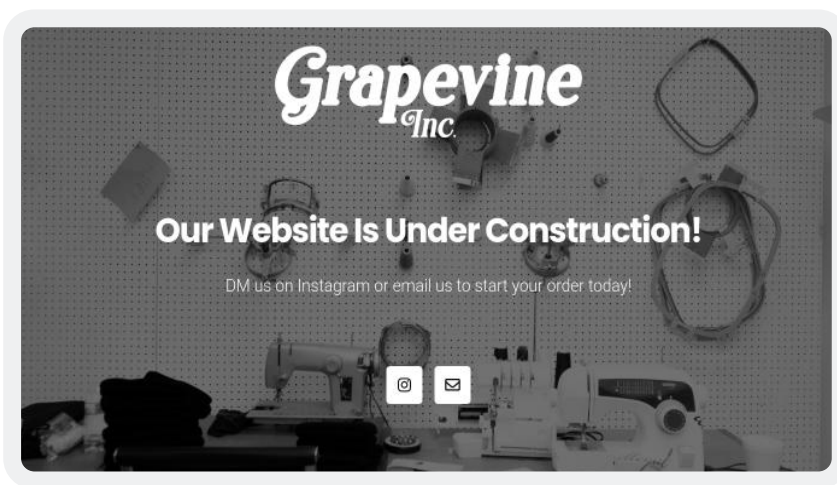 Grapevine
Inc.
Our Website Is Under Construction!
DM us on Instagram or email us to start your order today!